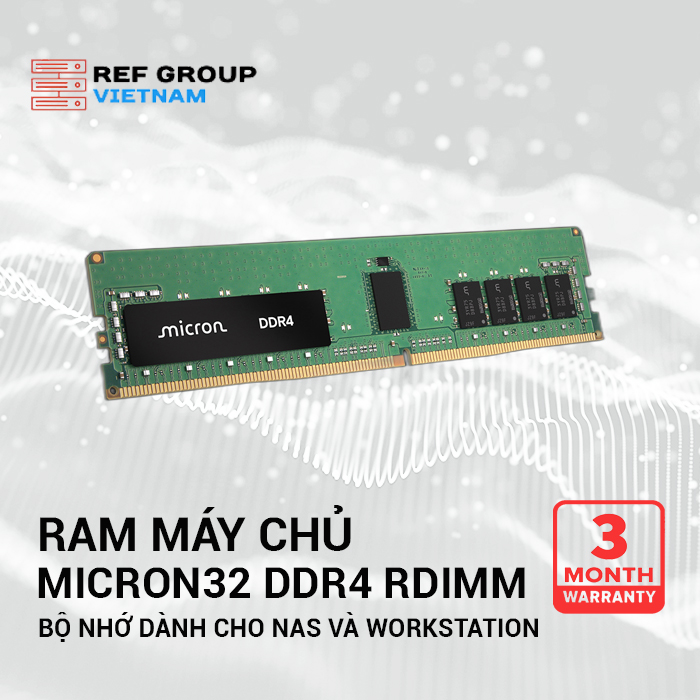 REF GROUP
VIETNAM
micron
DDR4
RAM MÁY CHỦ
MICRON32 DDR4 RDIMM
BỘ NHỚ DÀNH CHO NAS VÀ WORKSTATION
3
MONTH
WARRANTY